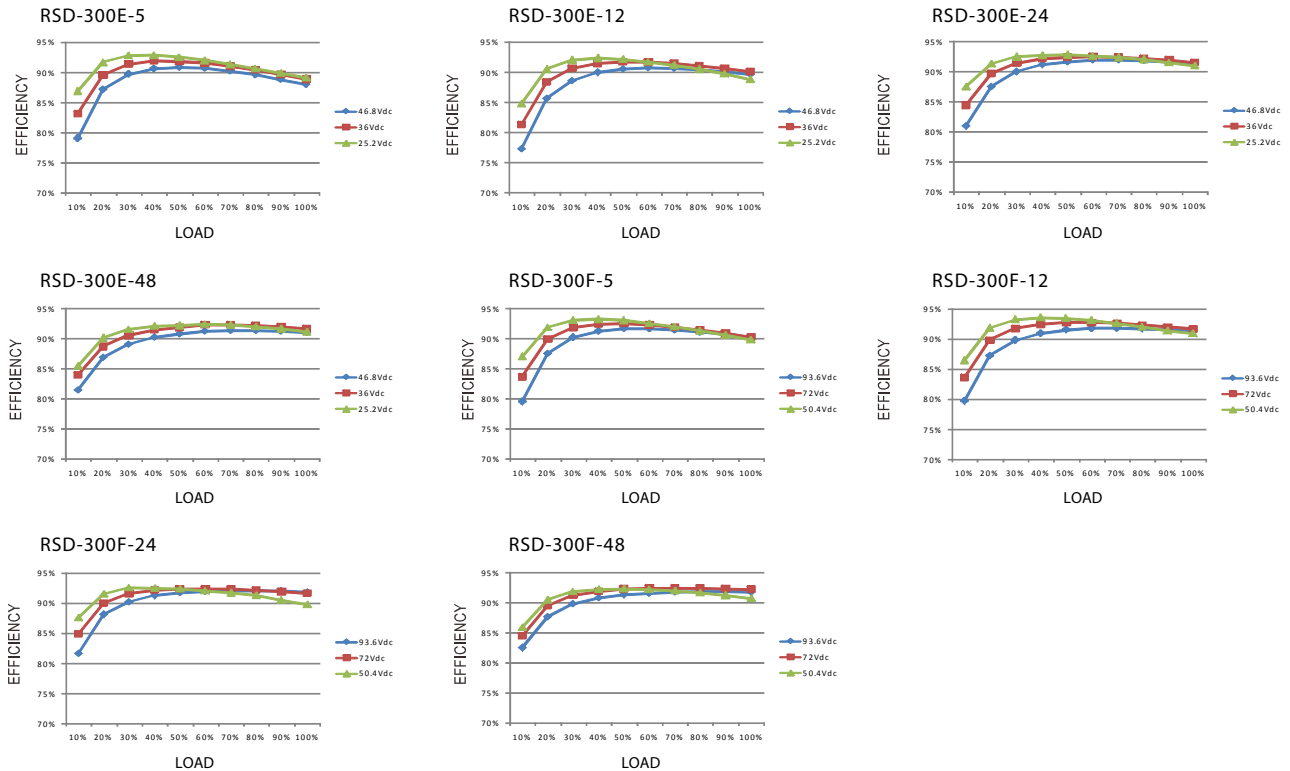 RSD-300E-5
95%
90%
85%
80%
75%
70%
EFFICIENCY
10% 20% 30% 40% 50% 60% 70% 80% 90% 100%
LOAD
46.8Vdc
36Vdc
25.2Vdc
RSD-300E-12
95%
90%
85%
80%
75%
70%
EFFICIENCY
10% 20% 30% 40% 50% 60% 70% 80% 90% 100%
LOAD
46.8Vdc
36Vdc
25.2Vdc
RSD-300E-24
95%
90%
85%
80%
75%
70%
EFFICIENCY
10% 20% 30% 40% 50% 60% 70% 80% 90% 100%
LOAD
46.8Vdc
36Vdc
25.2Vdc
RSD-300E-48
95%
90%
85%
80%
75%
70%
EFFICIENCY
10% 20% 30% 40% 50% 60% 70% 80% 90% 100%
LOAD
46.8Vdc
36Vdc
25.2Vdc
RSD-300F-5
95%
90%
85%
80%
75%
70%
EFFICIENCY
10% 20% 30% 40% 50% 60% 70% 80% 90% 100%
LOAD
93.6Vdc
72Vdc
50.4Vdc
RSD-300F-12
95%
90%
85%
80%
75%
70%
EFFICIENCY
10% 20% 30% 40% 50% 60% 70% 80% 90% 100%
LOAD
93.6Vdc
72Vdc
50.4Vdc
RSD-300F-24
95%
90%
85%
80%
75%
70%
EFFICIENCY
10% 20% 30% 40% 50% 60% 70% 80% 90% 100%
LOAD
93.6Vdc
72Vdc
50.4Vdc
RSD-300F-48
95%
90%
85%
80%
75%
70%
EFFICIENCY
10% 20% 30% 40% 50% 60% 70% 80% 90% 100%
LOAD
93.6Vdc
72Vdc
50.4Vdc